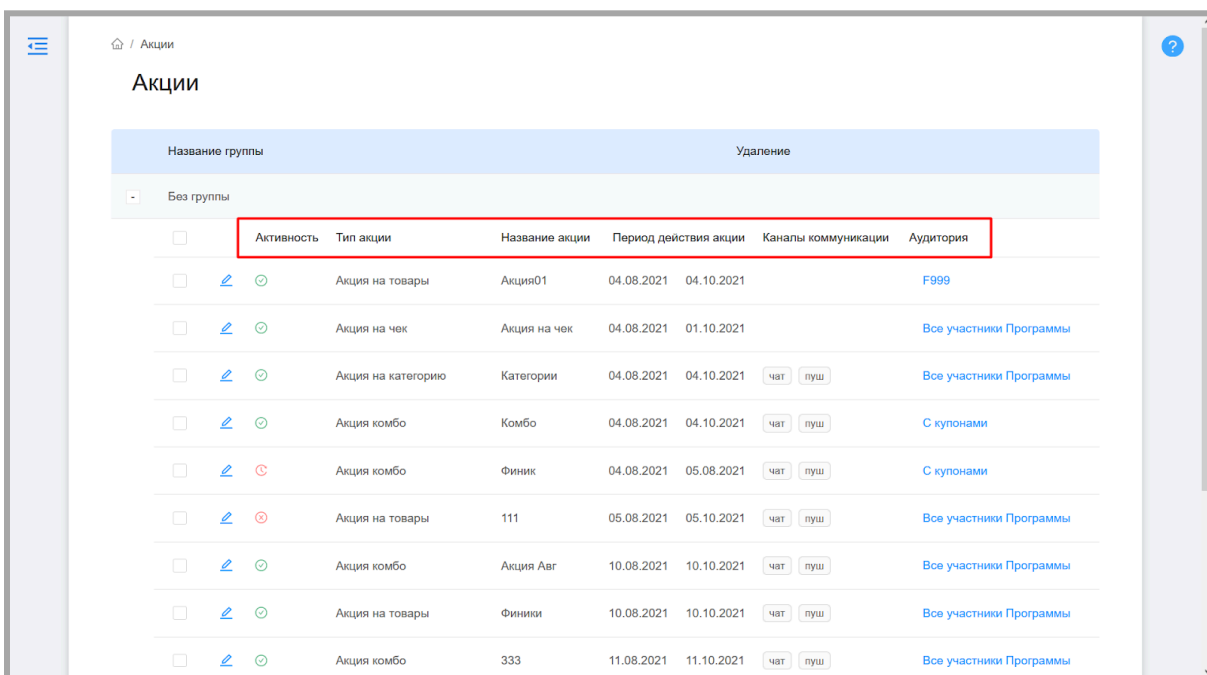 / Акции
?
Акции
Название группы Удаление
- Без группы
Активность Тип акции Название акции Период действия акции Каналы коммуникации Аудитория
Акция на товары Акция01 04.08.2021 04.10.2021 F999
Акция на чек Акция на чек 04.08.2021 01.10.2021 Все участники Программы
Акция на категорию Категории 04.08.2021 04.10.2021 чат пуш Все участники Программы
Акция комбо Комбо 04.08.2021 04.10.2021 чат пуш С купонами
Акция комбо Финик 04.08.2021 05.08.2021 чат пуш С купонами
Акция на товары 111 05.08.2021 05.10.2021 чат пуш Все участники Программы
Акция комбо Акция Авг 10.08.2021 10.10.2021 чат пуш Все участники Программы
Акция на товары Финики 10.08.2021 10.10.2021 чат пуш Все участники Программы
Акция комбо 333 11.08.2021 11.10.2021 чат пуш Все участники Программы